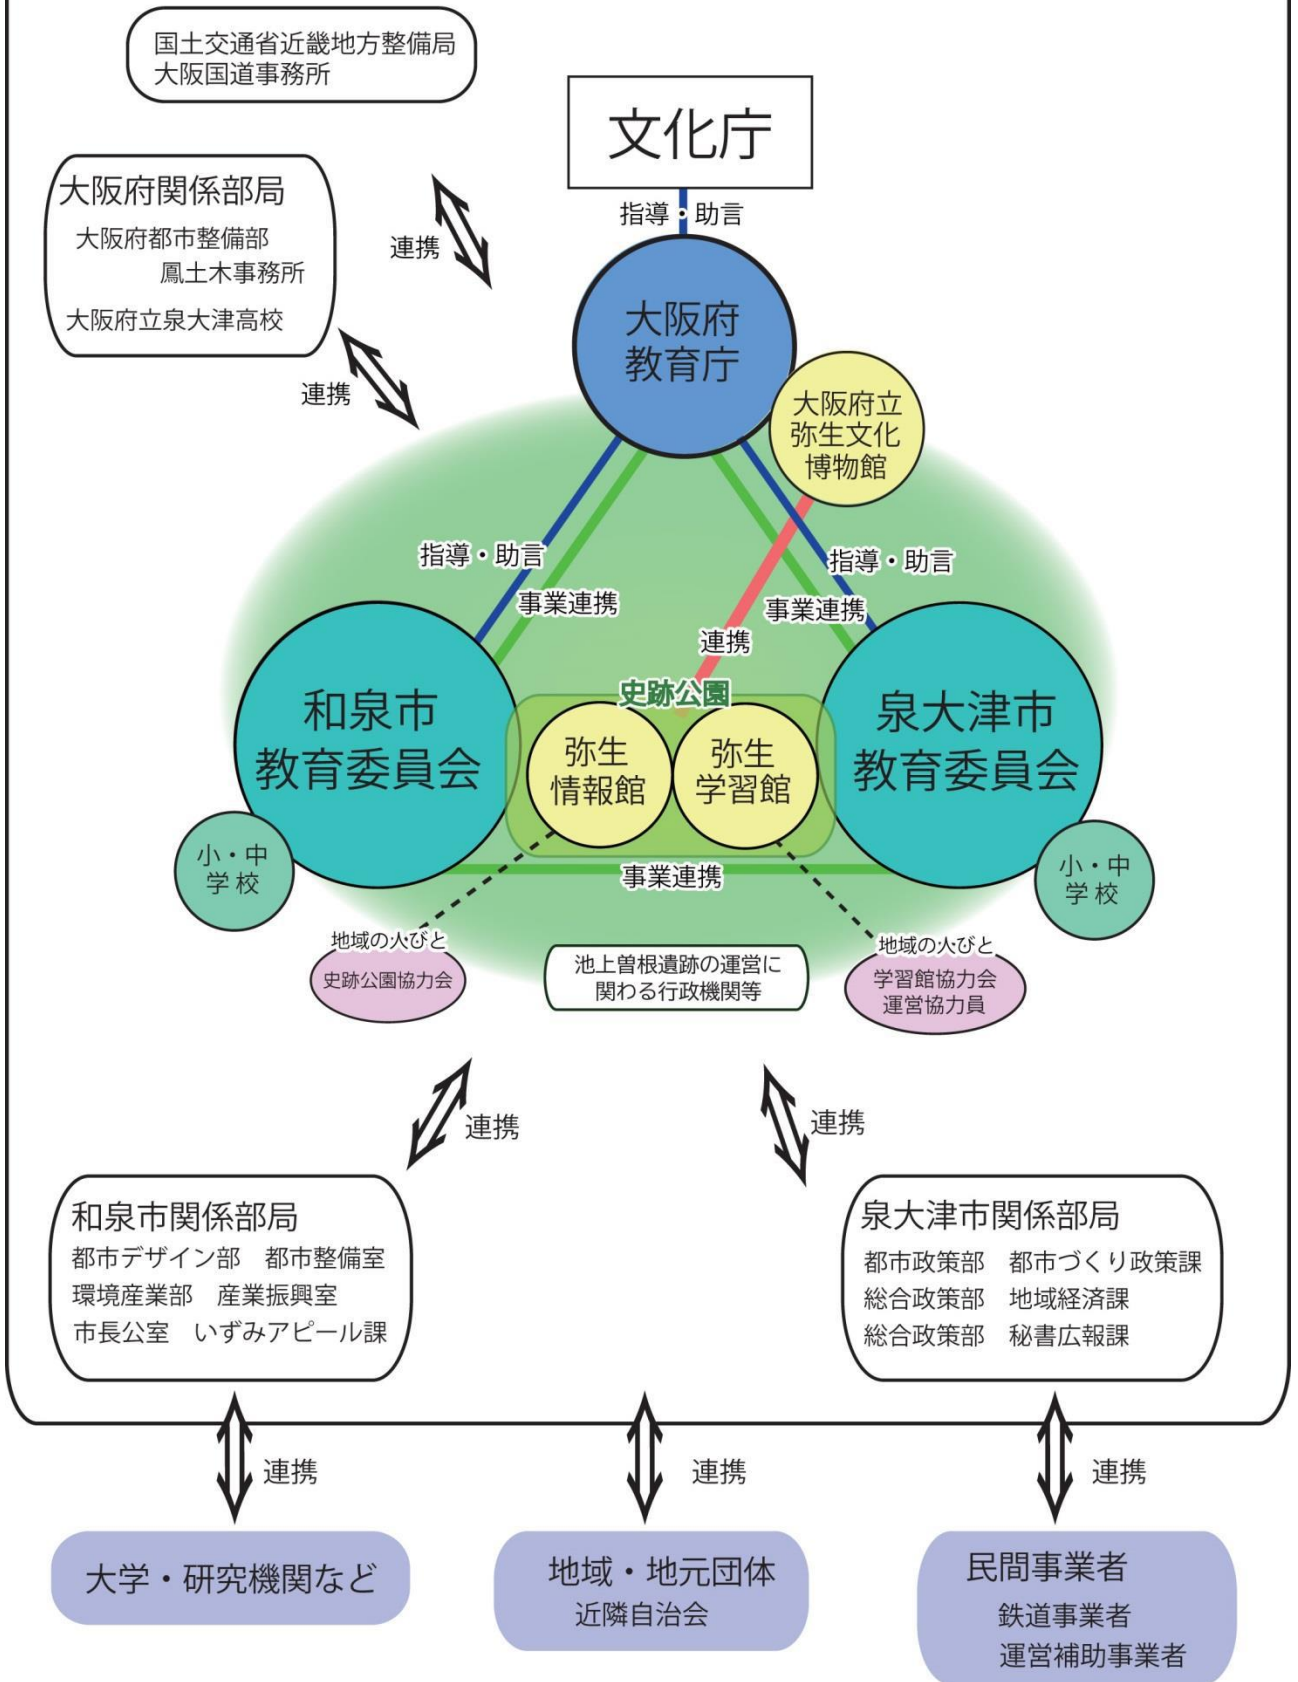 国土交通省近畿地方整備局
大阪国道事務所
文化庁
指導・助言
大阪府関係部局
大阪府都市整備部
鳳土木事務所
大阪府立泉大津高校
連携
連携
大阪府
教育庁
大阪府立
弥生文化
博物館
指導・助言
事業連携
指導・助言
事業連携
連携
史跡公園
和泉市
教育委員会
弥生
情報館
弥生
学習館
泉大津市
教育委員会
小・中
学校
事業連携
小・中
学校
地域の人びと
史跡公園協力会
池上曽根遺跡の運営に
関わる行政機関等
地域の人びと
学習館協力会
運営協力員
連携
連携
和泉市関係部局
都市デザイン部 都市整備室
環境産業部 産業振興室
市長公室 いずみアピール課
泉大津市関係部局
都市政策部 都市づくり政策課
総合政策部 地域経済課
総合政策部 秘書広報課
連携
連携
連携
大学・研究機関など
地域・地元団体
近隣自治会
民間事業者
鉄道事業者
運営補助事業者